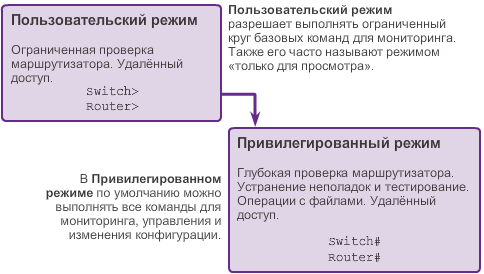 Пользовательский режим
Ограниченная проверка
маршрутизатора. Удалённый
доступ.
Switch>
Router>
Пользовательский режим
разрешает выполнять ограниченный
круг базовых команд для мониторинга.
Также его часто называют режимом
«только для просмотра».
Привилегированный режим
Глубокая проверка маршрутизатора.
Устранение неполадок и тестирование.
Операции с файлами. Удалённый
доступ.
Switch#
Router#
В Привилегированном
режиме по умолчанию можно
выполнять все команды для
мониторинга, управления и
изменения конфигурации.